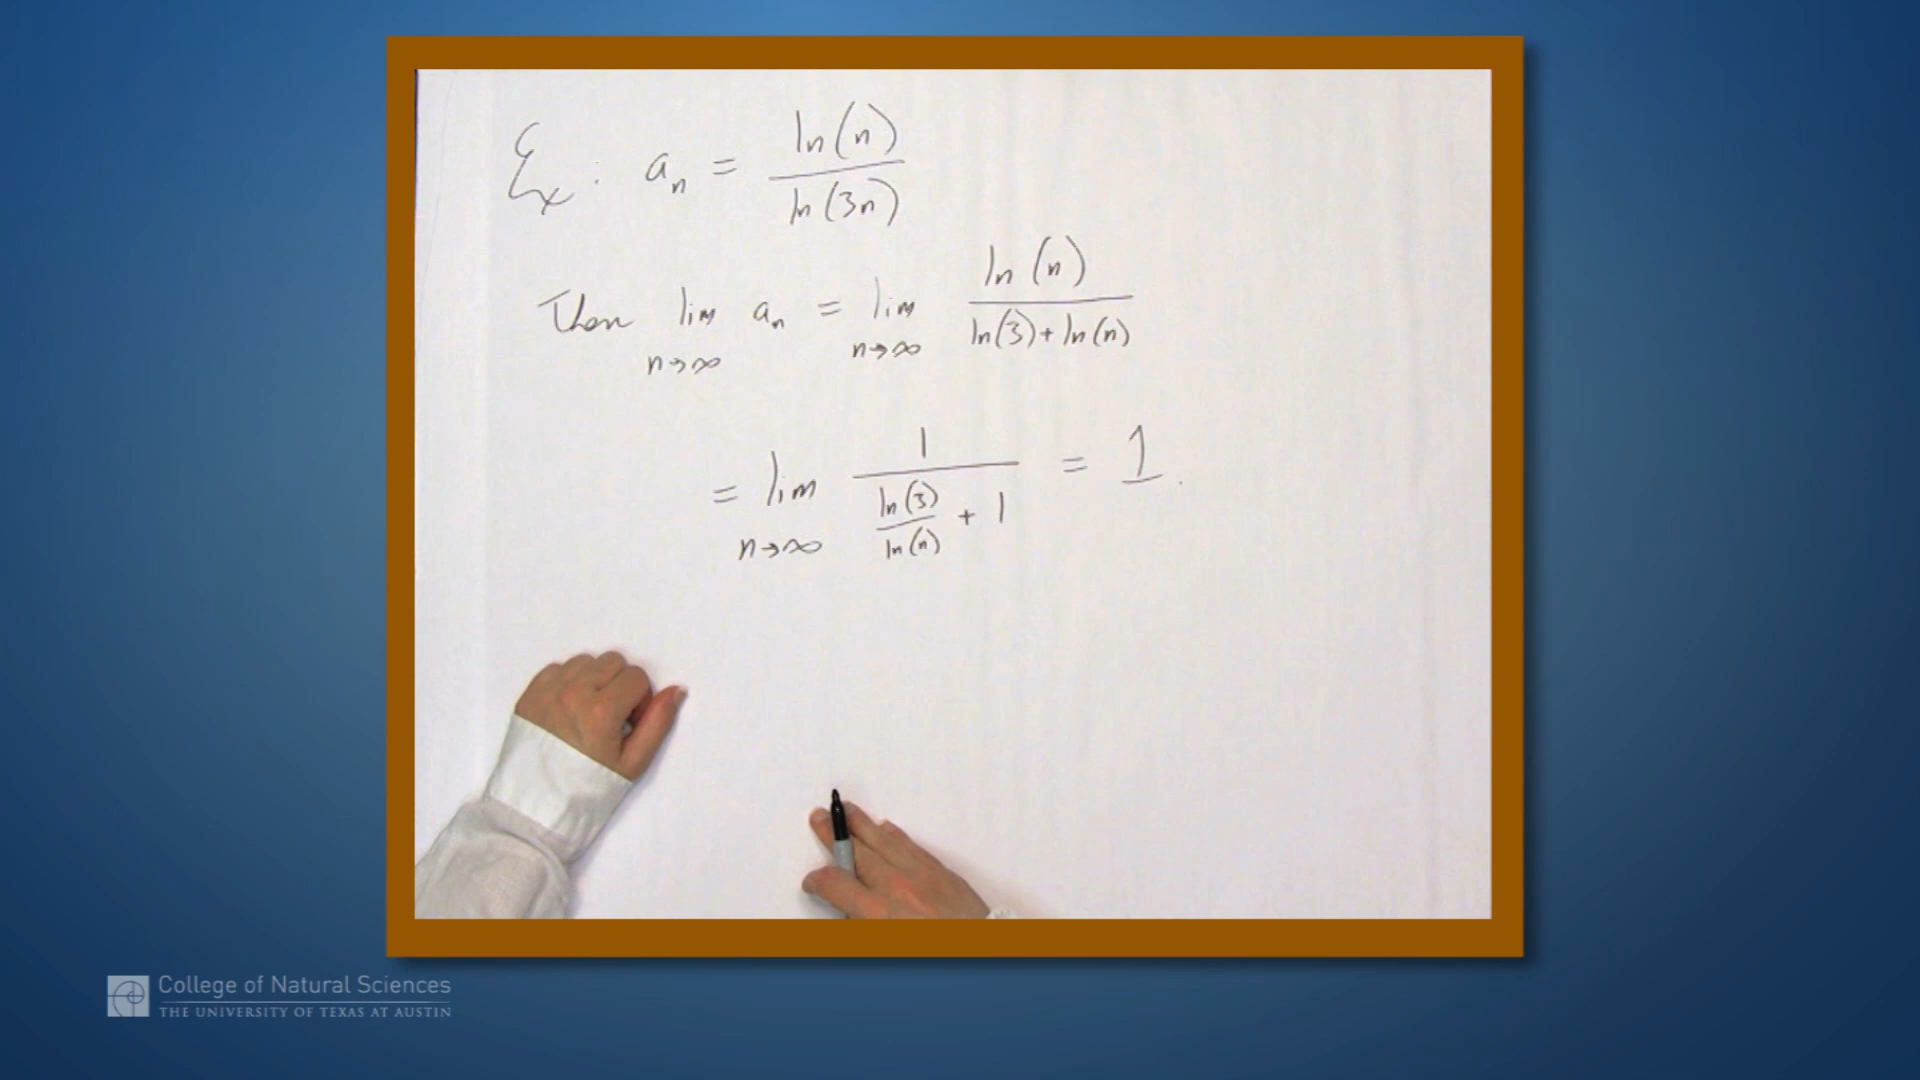 Ex: a_n = ln(n) / ln(3n)
Then lim n→∞ a_n = lim n→∞ ln(n) / (ln(3) + ln(n))
= lim n→∞ 1 / (ln(3)/ln(n) + 1) = 1.
College of Natural Sciences
THE UNIVERSITY OF TEXAS AT AUSTIN